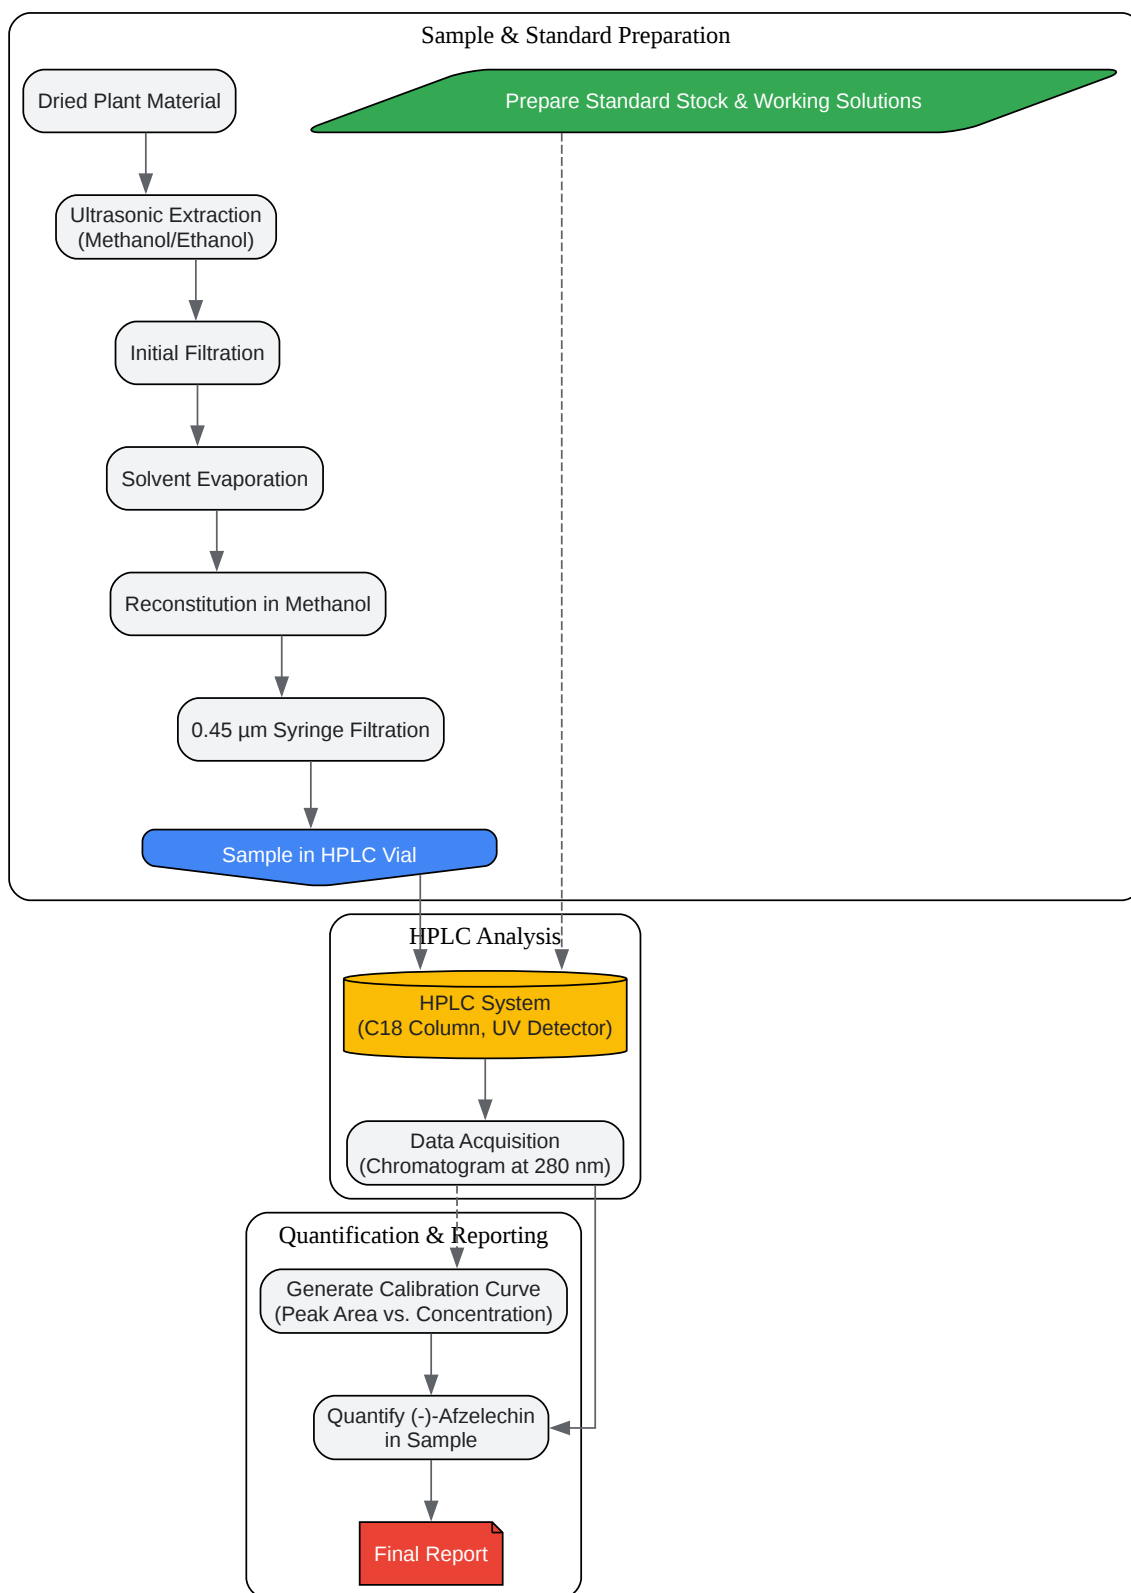 Sample & Standard Preparation
Dried Plant Material
Prepare Standard Stock & Working Solutions
Ultrasonic Extraction
(Methanol/Ethanol)
Initial Filtration
Solvent Evaporation
Reconstitution in Methanol
0.45 µm Syringe Filtration
Sample in HPLC Vial
HPLC Analysis
HPLC System
(C18 Column, UV Detector)
Data Acquisition
(Chromatogram at 280 nm)
Quantification & Reporting
Generate Calibration Curve
(Peak Area vs. Concentration)
Quantify (-)-Afzelechin
in Sample
Final Report